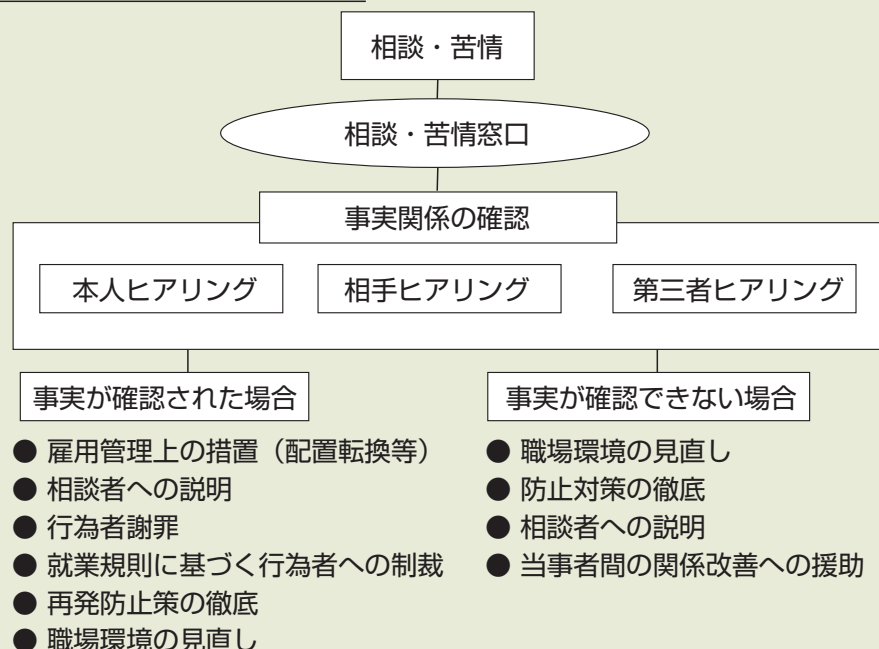 相談・苦情
相談・苦情窓口
事実関係の確認
本人ヒアリング
相手ヒアリング
第三者ヒアリング
事実が確認された場合
● 雇用管理上の措置（配置転換等）
● 相談者への説明
● 行為者謝罪
● 就業規則に基づく行為者への制裁
● 再発防止策の徹底
● 職場環境の見直し
事実が確認できない場合
● 職場環境の見直し
● 防止対策の徹底
● 相談者への説明
● 当事者間の関係改善への援助